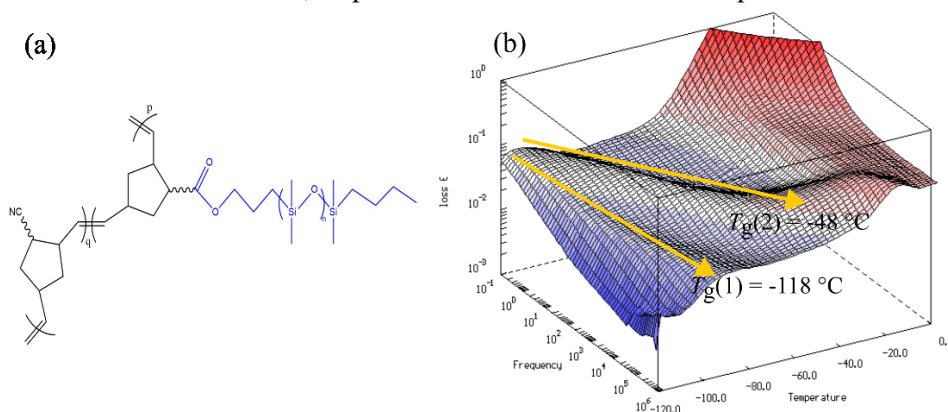 (a)
p
O
O
Si
O
Si
n
NC
q
(b)
10^0
10^-1
10^-2
10^-3
loss ε
10^-1
10^0
10^1
10^2
10^3
10^4
10^5
10^6
Frequency
-120.0
-100.0
-80.0
-60.0
-40.0
-20.0
0.
Temperature
Tg(2) = -48 °C
Tg(1) = -118 °C